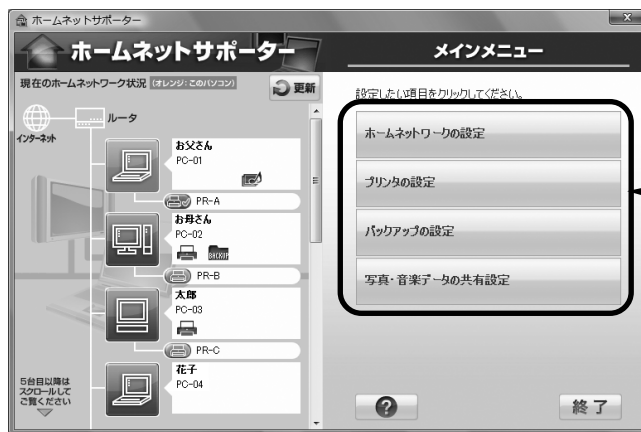 ホームネットサポーター
ホームネットサポーター
メインメニュー
現在のホームネットワーク状況 (オレンジ:このパソコン)
更新
インターネット
ルータ
お父さん
PC-01
PR-A
お母さん
PC-02
BACKUP
PR-B
太郎
PC-03
PR-C
花子
PC-04
5台目以降は
スクロールして
ご覧ください
設定したい項目をクリックしてください。
ホームネットワークの設定
プリンタの設定
バックアップの設定
写真・音楽データの共有設定
?
終了